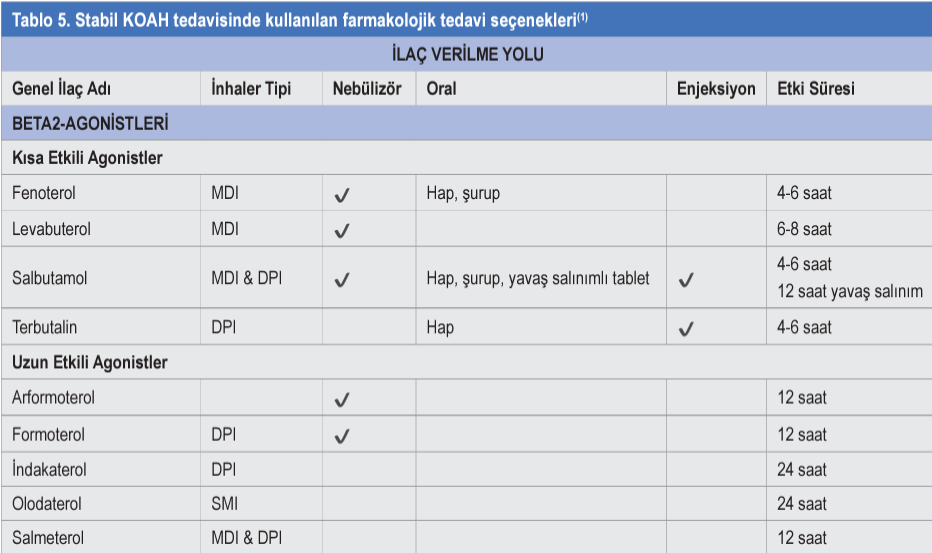 Tablo 5. Stabil KOAH tedavisinde kullanılan farmakolojik tedavi seçenekleri(1)
İLAÇ VERİLME YOLU
Genel İlaç Adı İnhaler Tipi Nebülizör Oral Enjeksiyon Etki Süresi
BETA2-AGONİSTLERİ
Kısa Etkili Agonistler
Fenoterol MDI ✓ Hap, şurup 4-6 saat
Levabuterol MDI ✓ 6-8 saat
Salbutamol MDI & DPI ✓ Hap, şurup, yavaş salınımlı tablet ✓ 4-6 saat
12 saat yavaş salınım
Terbutalin DPI Hap ✓ 4-6 saat
Uzun Etkili Agonistler
Arformoterol ✓ 12 saat
Formoterol DPI ✓ 12 saat
İndakaterol DPI 24 saat
Olodaterol SMI 24 saat
Salmeterol MDI & DPI 12 saat